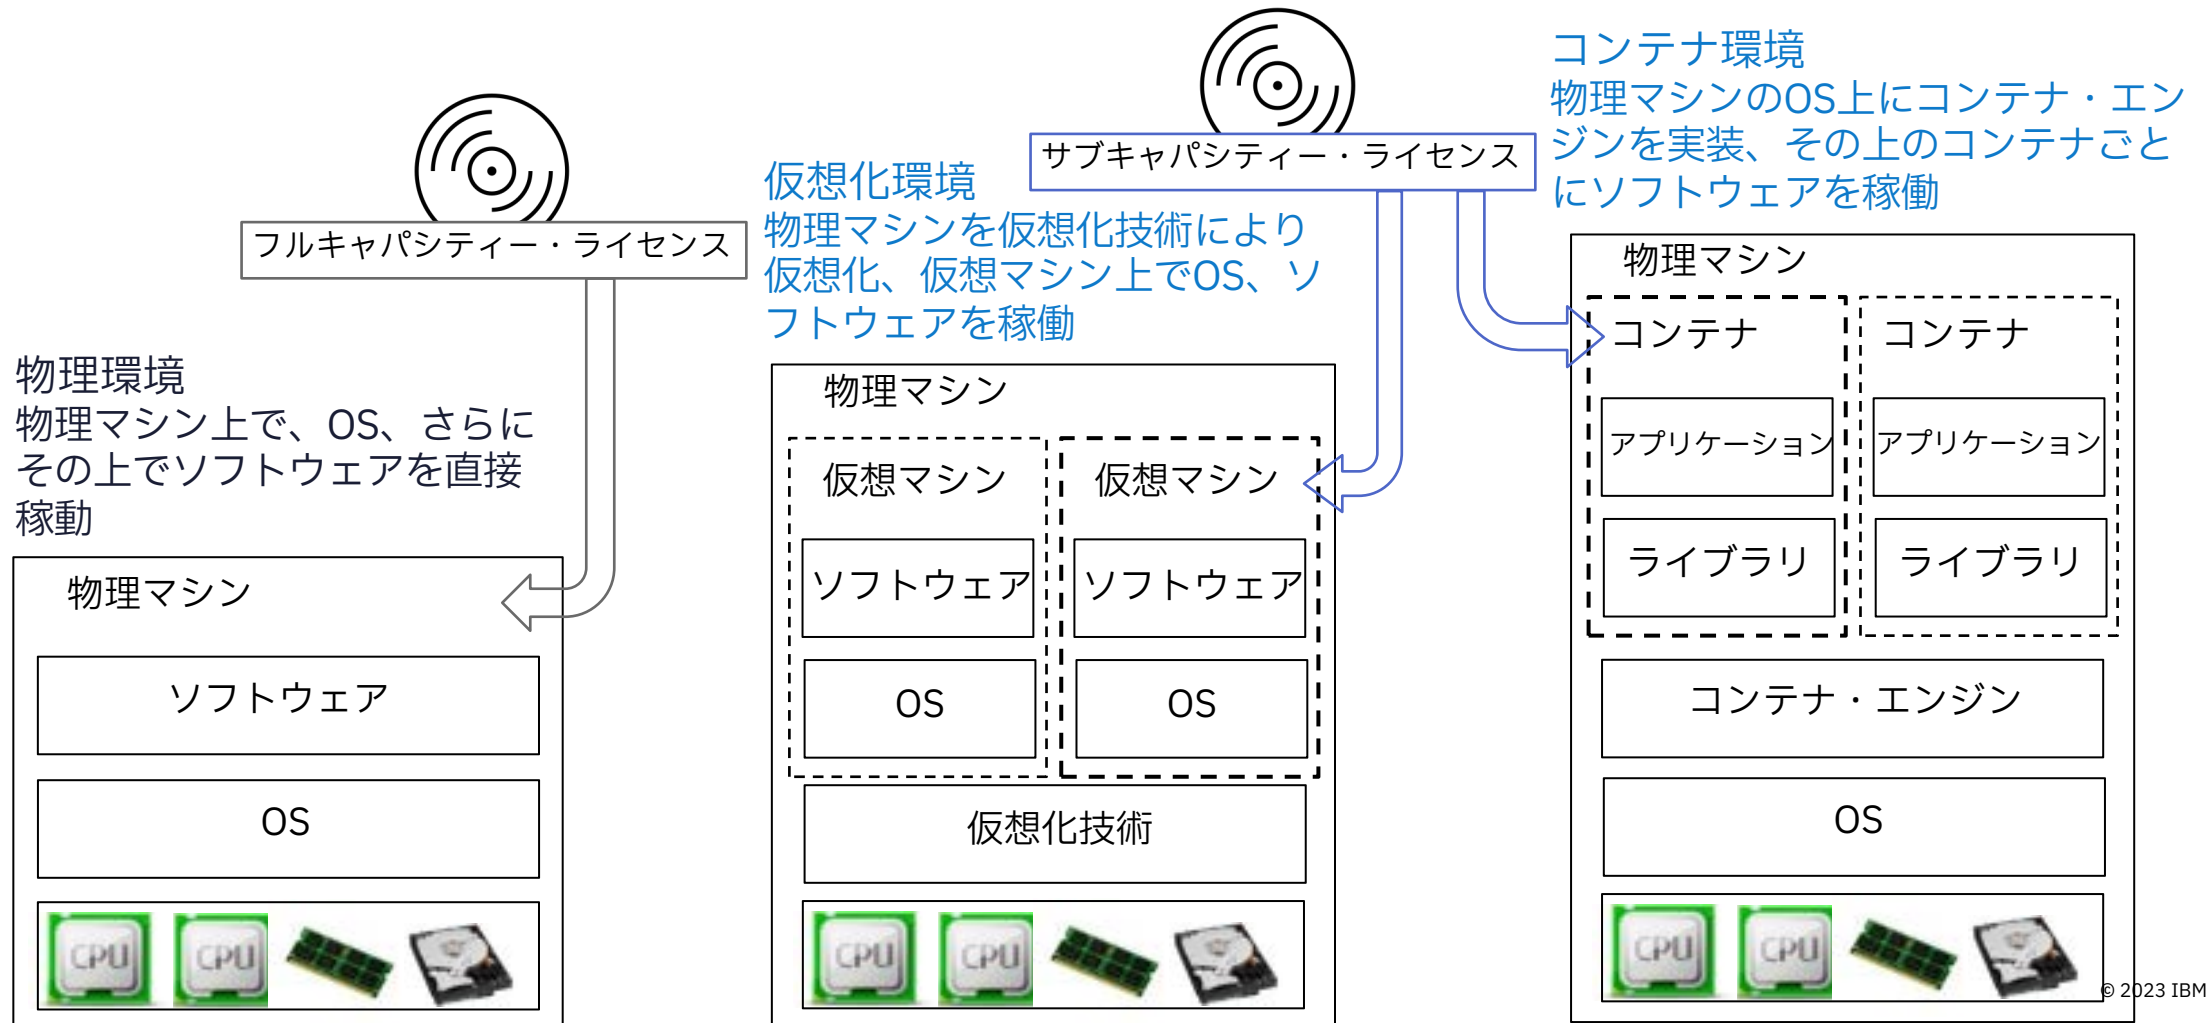 フルキャパシティー・ライセンス
物理環境
物理マシン上で、OS、さらに
その上でソフトウェアを直接
稼動
物理マシン
ソフトウェア
OS
CPU
CPU
サブキャパシティー・ライセンス
仮想化環境
物理マシンを仮想化技術により
仮想化、仮想マシン上でOS、ソ
フトウェアを稼働
物理マシン
仮想マシン
仮想マシン
ソフトウェア
ソフトウェア
OS
OS
仮想化技術
CPU
CPU
コンテナ環境
物理マシンのOS上にコンテナ・エン
ジンを実装、その上のコンテナごと
にソフトウェアを稼働
物理マシン
コンテナ
コンテナ
アプリケーション
アプリケーション
ライブラリ
ライブラリ
コンテナ・エンジン
OS
CPU
CPU
© 2023 IBM